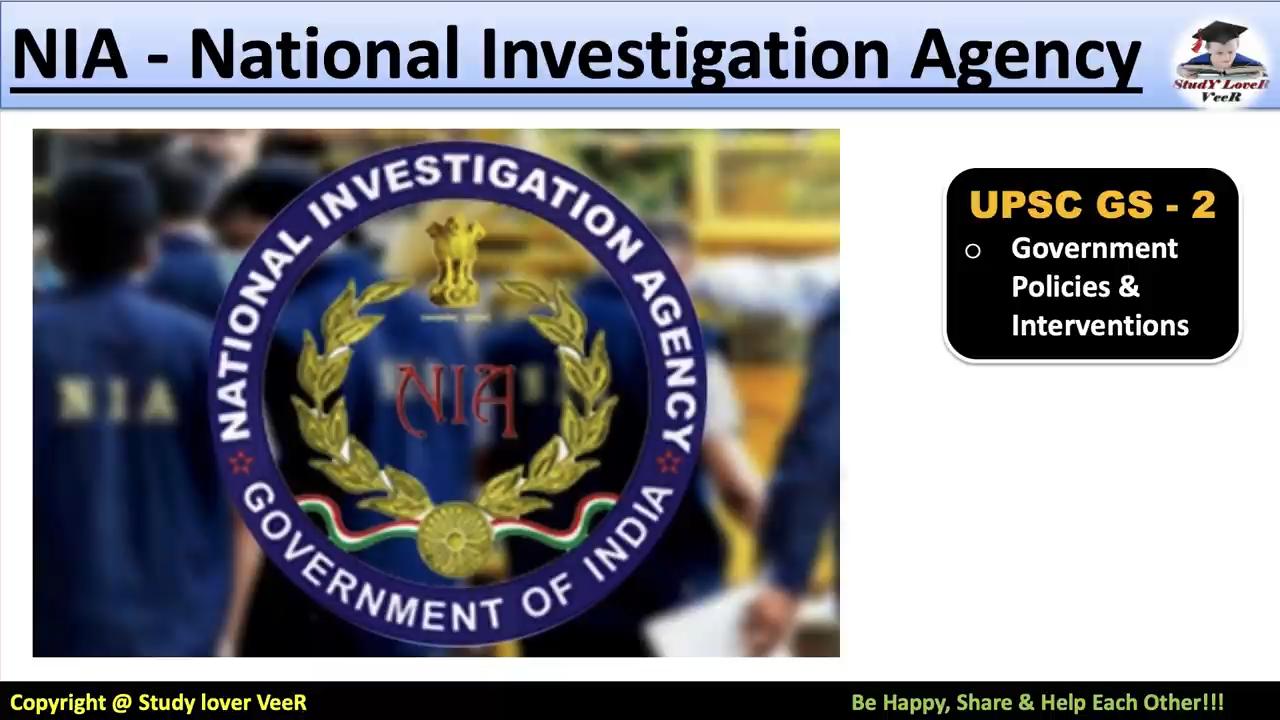 NIA - National Investigation Agency
StudY LoveR
VeeR
UPSC GS - 2
Government
Policies &
Interventions
NATIONAL INVESTIGATION AGENCY
NIA
NIA
GOVERNMENT OF INDIA
Copyright @ Study lover VeeR
Be Happy, Share & Help Each Other!!!